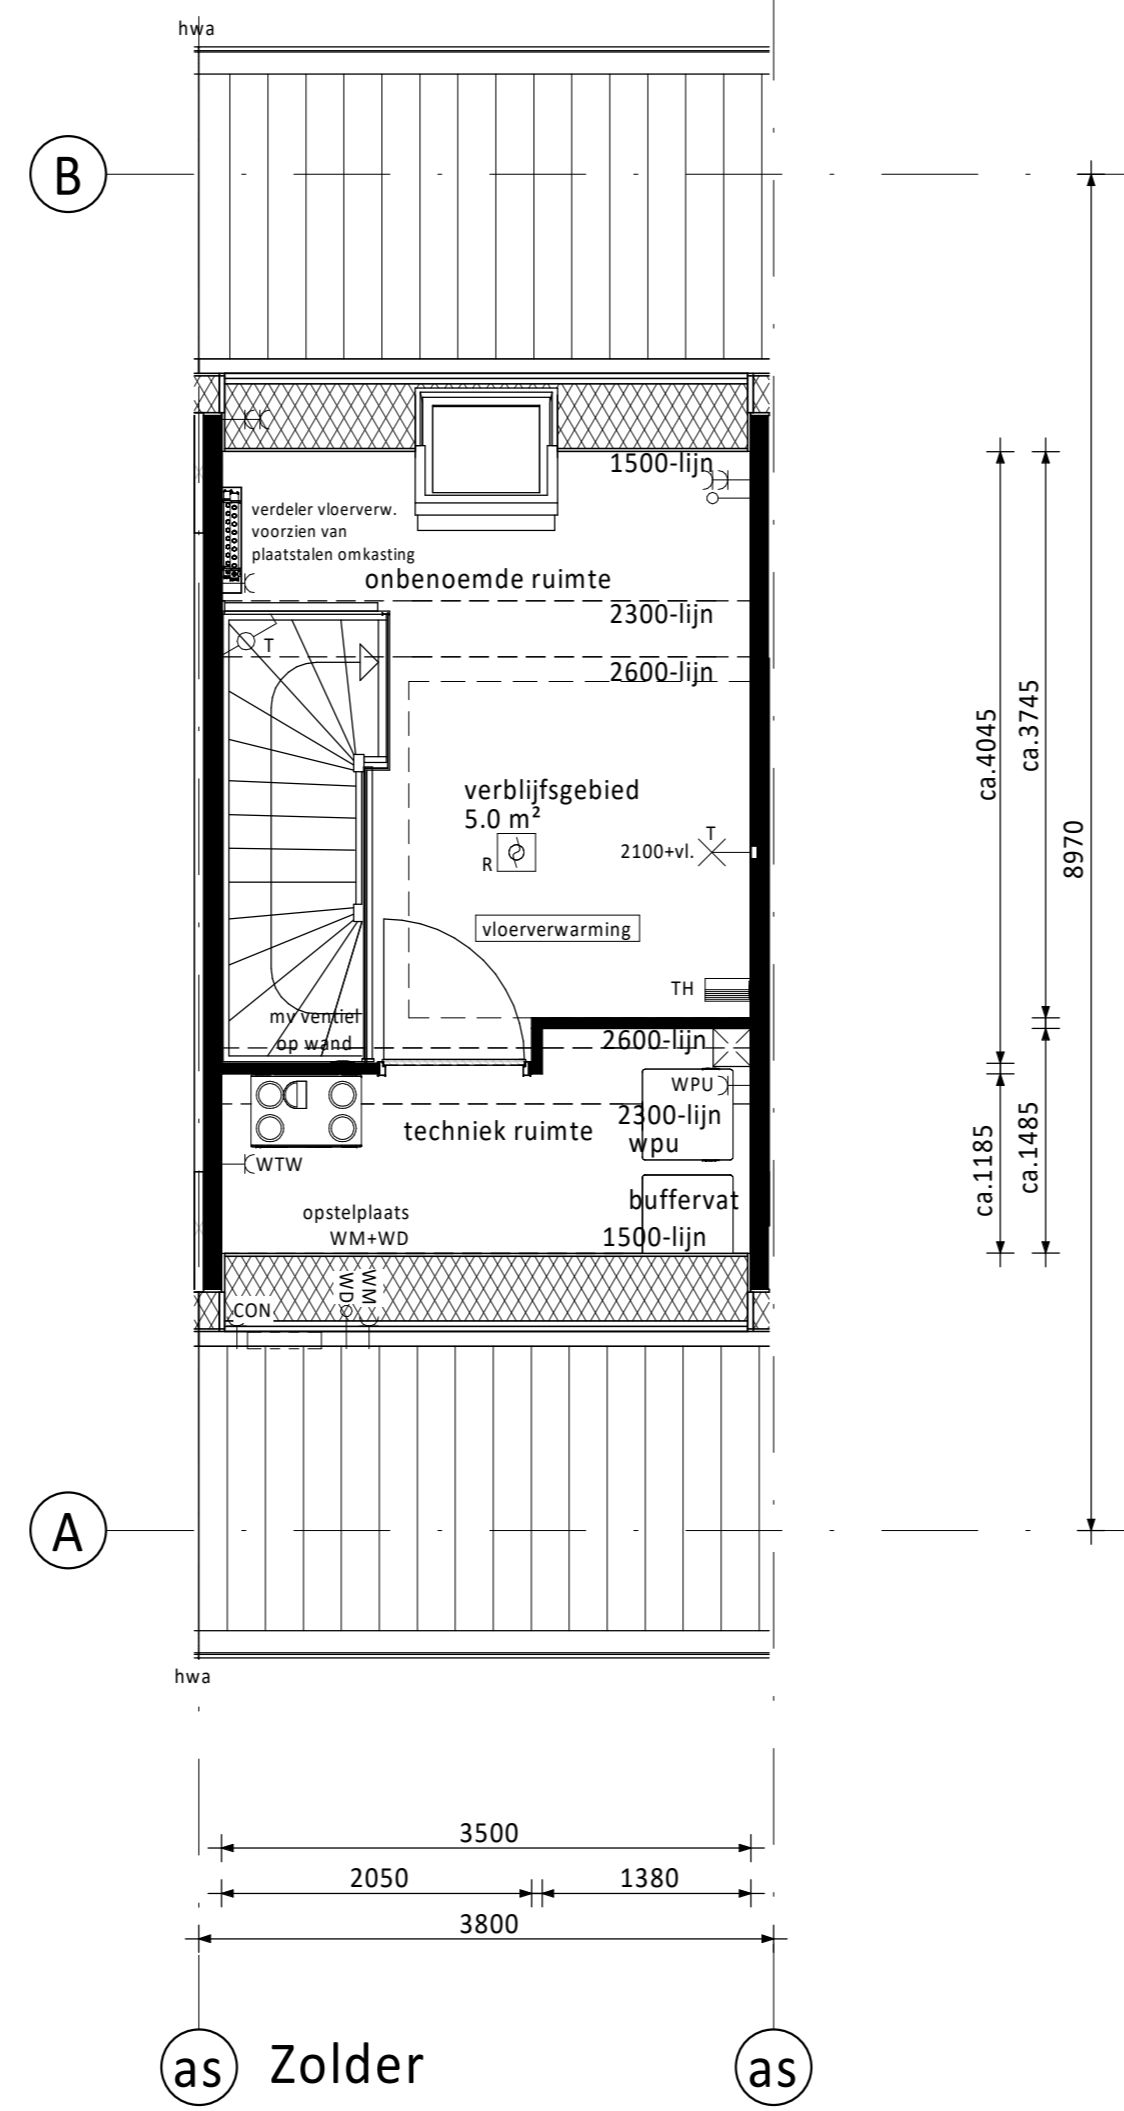 hwa
B
1500-lijn
verdeler vloerverw.
voorzien van
plaatstalen omkasting
onbenoemde ruimte
2300-lijn
T
2600-lijn
verblijfsgebied
5.0 m²
R
2100+vl.
T
vloerverwarming
TH
mv ventiel
op wand
2600-lijn
WPU
2300-lijn
wpu
techniek ruimte
WTW
buffervat
opstelplaats
WM+WD
1500-lijn
CON
WD
WM
ca.4045
ca.3745
8970
ca.1185
ca.1485
A
hwa
3500
2050
1380
3800
as
Zolder
as